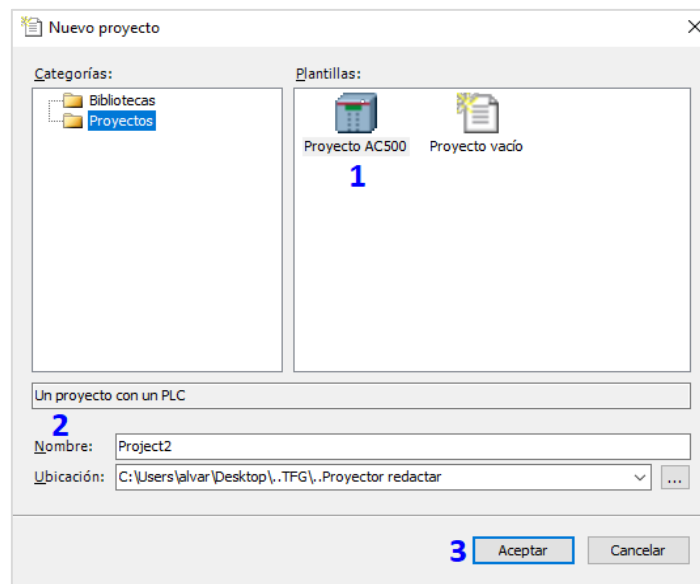 Nuevo proyecto
Categorías:
Plantillas:
Bibliotecas
Proyectos
Proyecto AC500
Proyecto vacío
1
Un proyecto con un PLC
2
Nombre: Project2
Ubicación: C:\Users\alvar\Desktop\..TFG\..Proyector redactar
...
3 Aceptar Cancelar